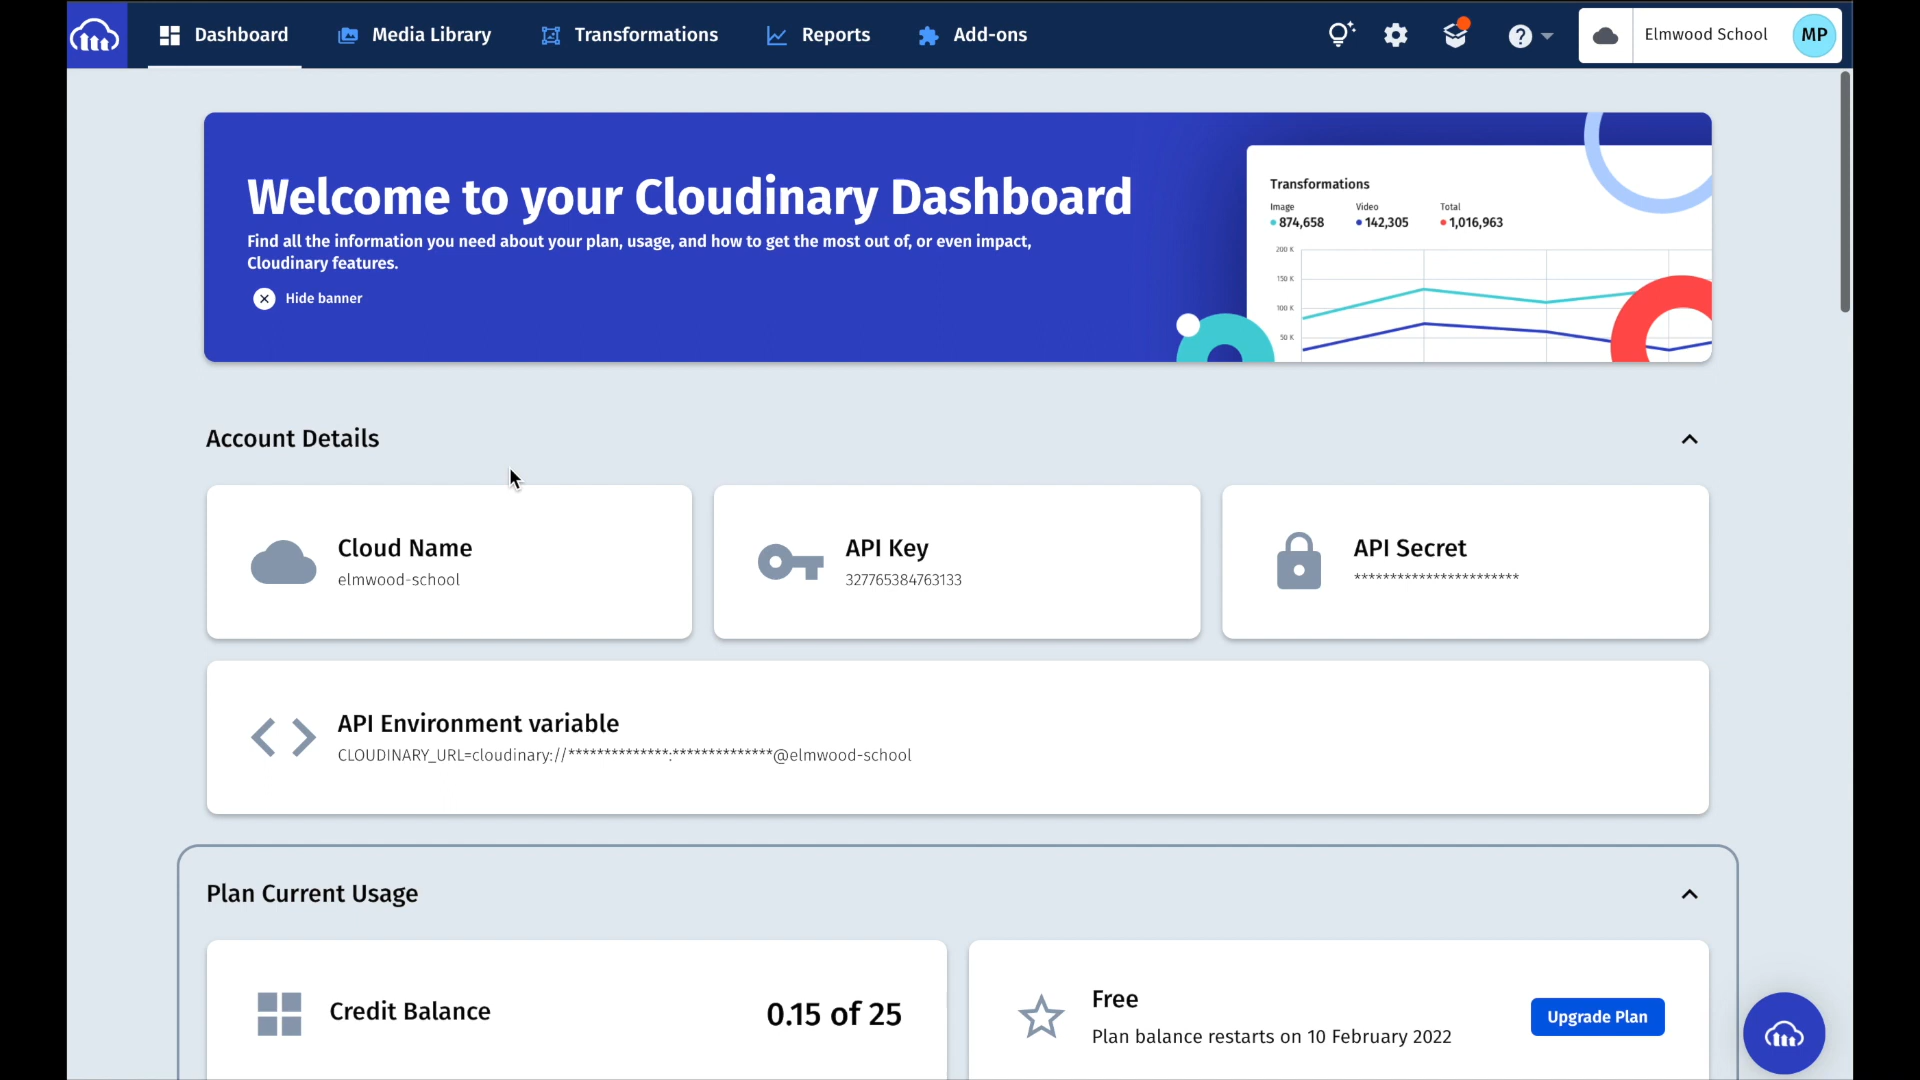 Dashboard
Media Library
Transformations
Reports
Add-ons
?
Elmwood School
MP
Welcome to your Cloudinary Dashboard
Find all the information you need about your plan, usage, and how to get the most out of, or even impact,
Cloudinary features.
Hide banner
Transformations
Image Video Total
874,658 142,305 1,016,963
200 K
150 K
100 K
50 K
Account Details
Cloud Name
elmwood-school
API Key
327765384763133
API Secret
***********************
API Environment variable
CLOUDINARY_URL=cloudinary://**************:**************@elmwood-school
Plan Current Usage
Credit Balance
0.15 of 25
Free
Plan balance restarts on 10 February 2022
Upgrade Plan